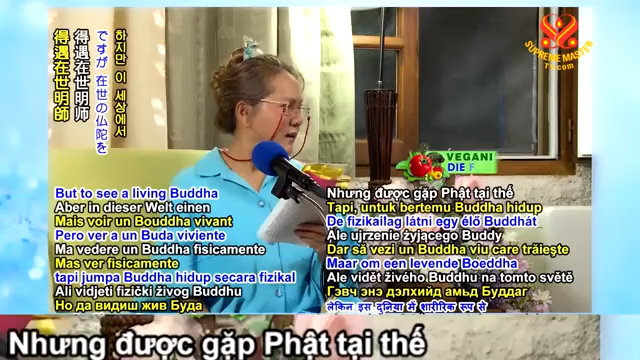 하지만 이 세상에서
ですが 在世の仏陀を
得遇在世明师
得遇在世明師
SUPREME MASTER
TV.com
VEGANI
DIE F
But to see a living Buddha
Aber in dieser Welt einen
Mais voir un Bouddha vivant
Pero ver a un Buda viviente
Ma vedere un Buddha fisicamente
Mas ver fisicamente
tapi jumpa Buddha hidup secara fizikal
Ali vidjeti fizički živog Buddhu
Но да видиш жив Буда
Nhưng được gặp Phật tại thế
Tapi, untuk bertemu Buddha hidup
De fizikailag látni egy élő Buddhát
Ale ujrzenie żyjącego Buddy
Dar să vezi un Buddha viu care trăieşte
Maar om een levende Boeddha
Ale vidět živého Buddhu na tomto světě
Гэвч энэ дэлхийд амьд Буддаг
लेकिन इस दुनिया में शारीरिक रूप से
Nhưng được gặp Phật tại thế